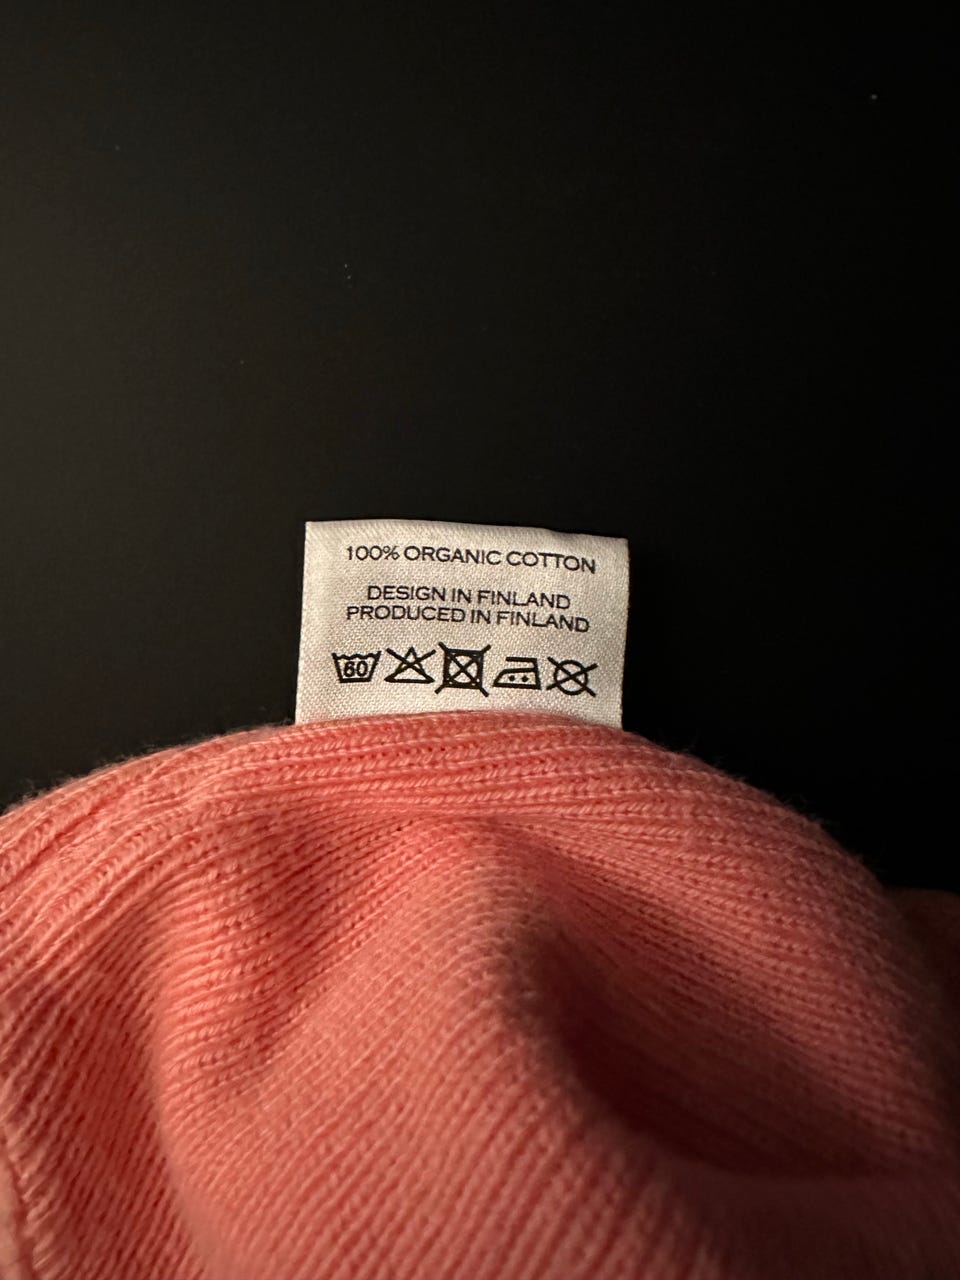 100% ORGANIC COTTON
DESIGN IN FINLAND
PRODUCED IN FINLAND
60